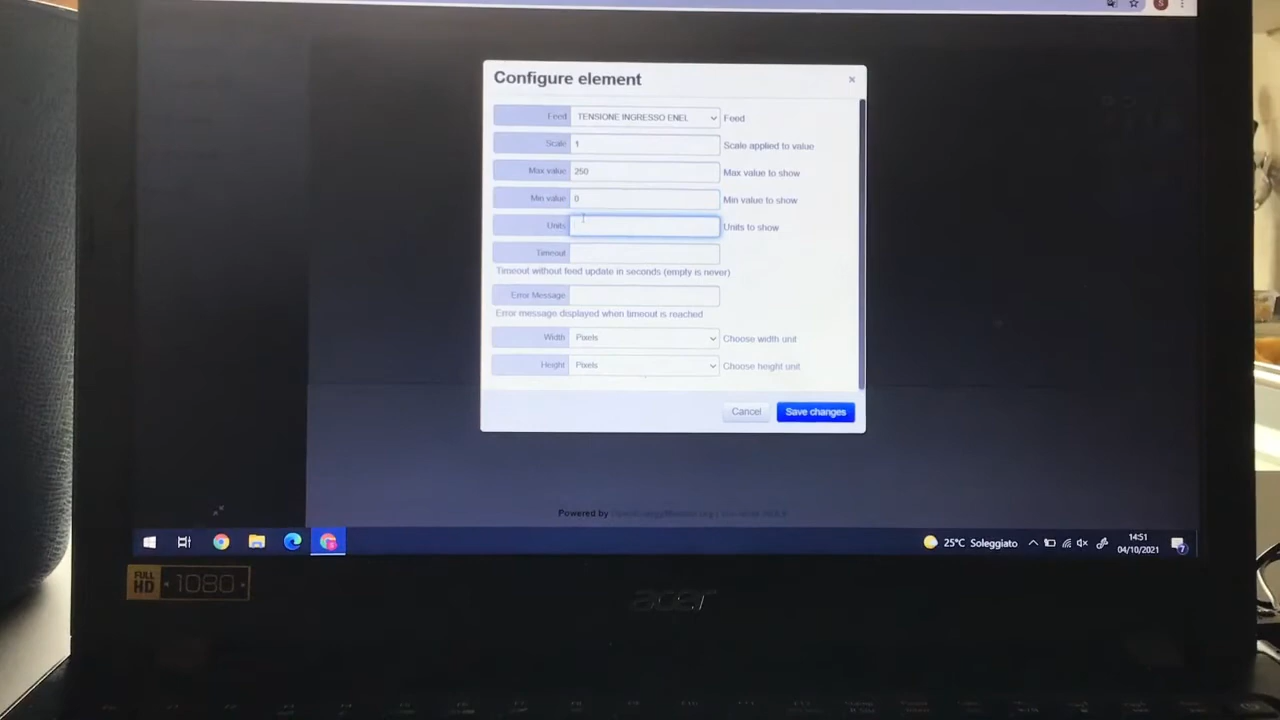 Configure element ×
Feed TENSIONE INGRESSO ENEL Feed
Scale 1 Scale applied to value
Max value 250 Max value to show
Min value 0 Min value to show
Units Units to show
Timeout
Timeout without feed update in seconds (empty is never)
Error Message
Error message displayed when timeout is reached
Width Pixels Choose width unit
Height Pixels Choose height unit
Cancel Save changes
Powered by
25°C Soleggiato
14:51
04/10/2021
7
FULL HD 1080
acer